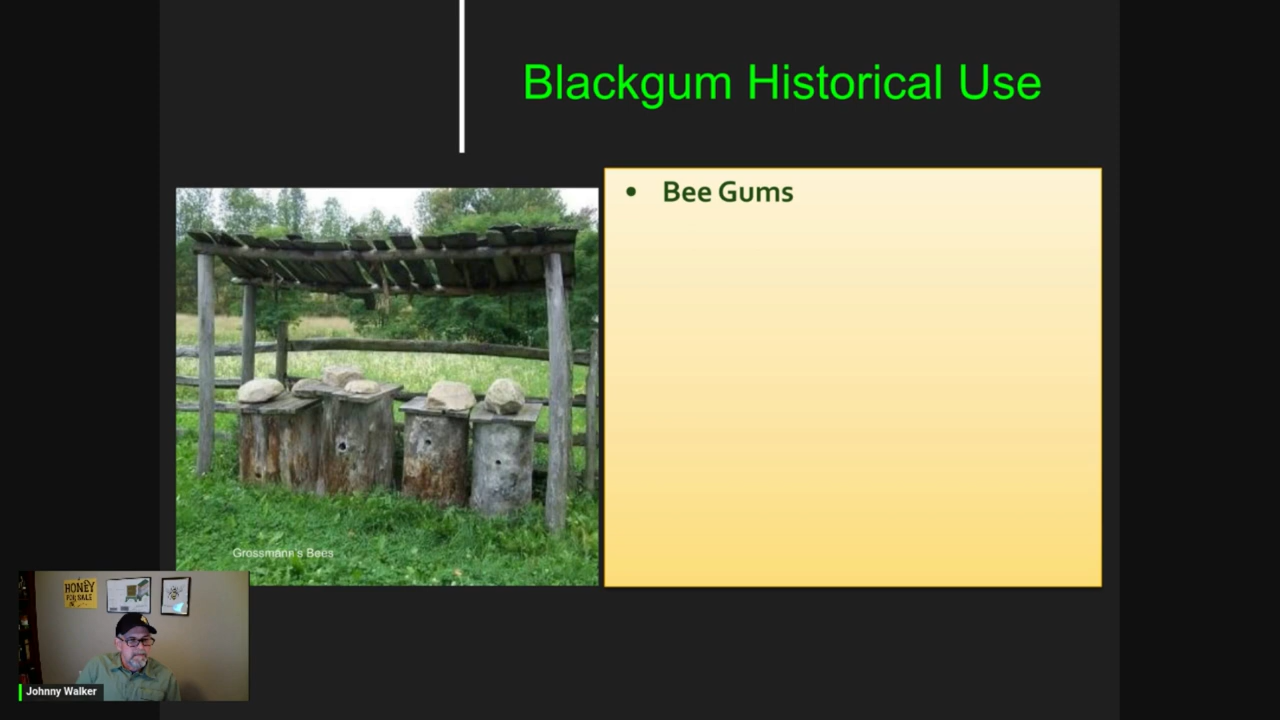 Blackgum Historical Use
• Bee Gums
Grossmann's Bees
HONEY
FOR SALE
Johnny Walker